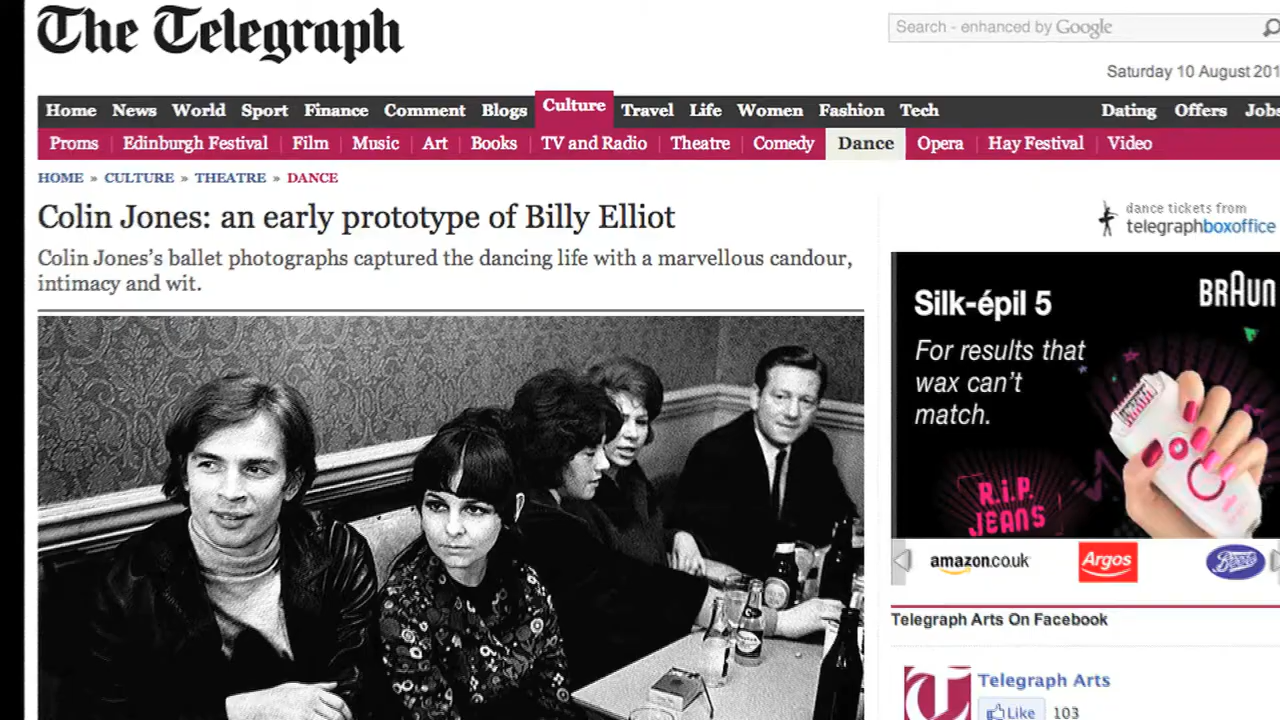 The Telegraph
Search - enhanced by Google
Saturday 10 August 201
Home News World Sport Finance Comment Blogs Culture Travel Life Women Fashion Tech Dating Offers Jobs
Proms Edinburgh Festival Film Music Art Books TV and Radio Theatre Comedy Dance Opera Hay Festival Video
HOME » CULTURE » THEATRE » DANCE
Colin Jones: an early prototype of Billy Elliot
Colin Jones's ballet photographs captured the dancing life with a marvellous candour,
intimacy and wit.
dance tickets from
telegraphboxoffice
BRAUN
Silk-épil 5
For results that
wax can't
match.
R.i.P.
JEANS
amazon.co.uk
Argos
Boots
Telegraph Arts On Facebook
Telegraph Arts
Like 103